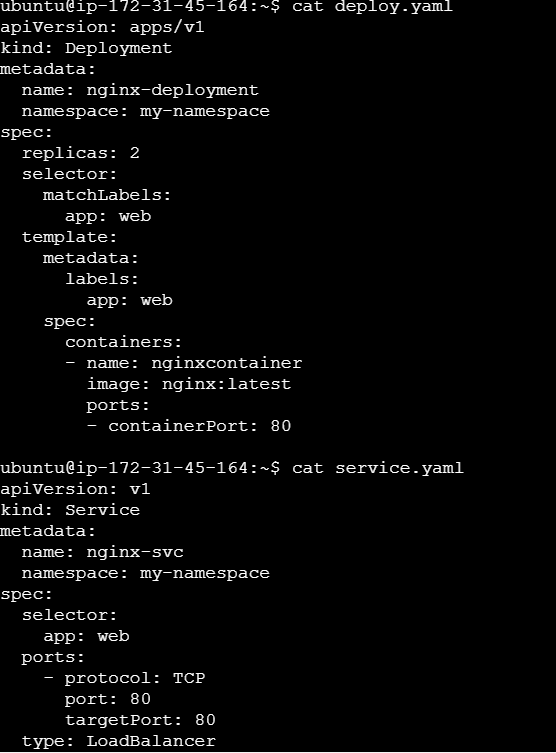 ubuntu@ip-172-31-45-164:~$ cat deploy.yaml
apiVersion: apps/v1
kind: Deployment
metadata:
  name: nginx-deployment
  namespace: my-namespace
spec:
  replicas: 2
  selector:
    matchLabels:
      app: web
  template:
    metadata:
      labels:
        app: web
    spec:
      containers:
      - name: nginxcontainer
        image: nginx:latest
        ports:
        - containerPort: 80

ubuntu@ip-172-31-45-164:~$ cat service.yaml
apiVersion: v1
kind: Service
metadata:
  name: nginx-svc
  namespace: my-namespace
spec:
  selector:
    app: web
  ports:
    - protocol: TCP
      port: 80
      targetPort: 80
  type: LoadBalancer